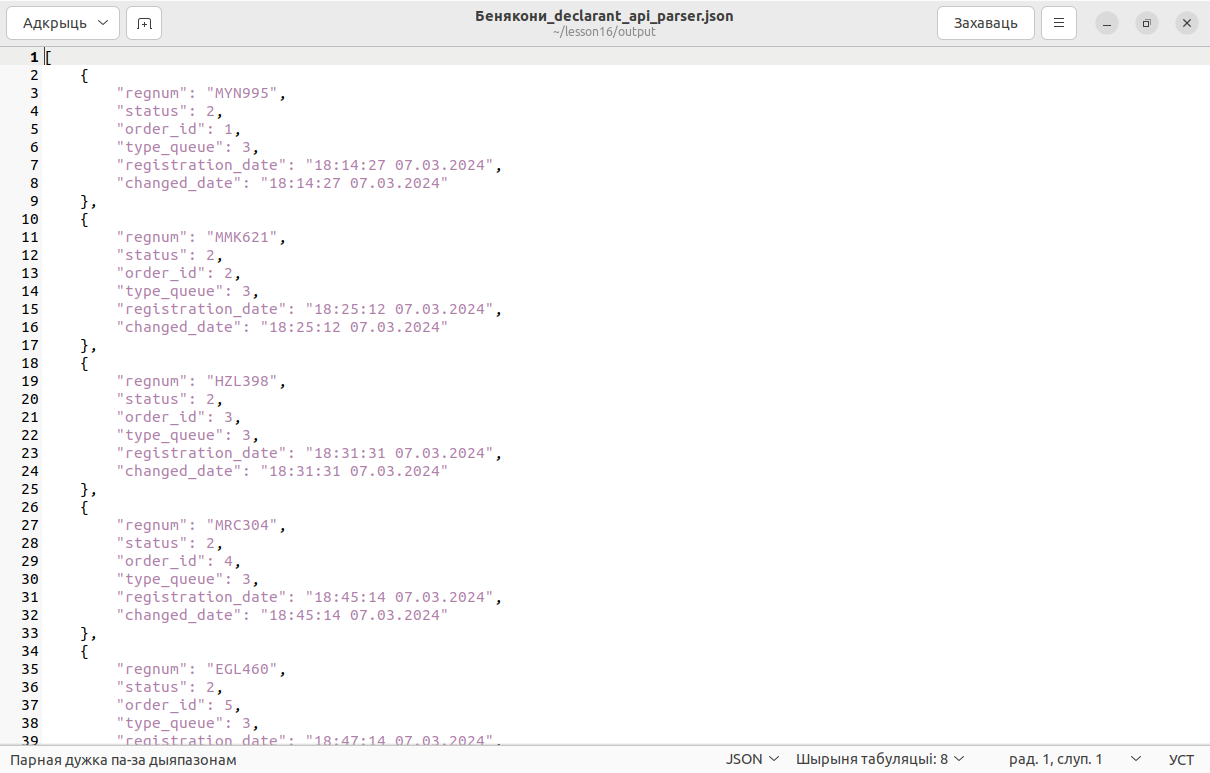 Адкрыць
Бенякони_declarant_api_parser.json
~/lesson16/output
Захаваць
1 [
2 {
3 "regnum": "MYN995",
4 "status": 2,
5 "order_id": 1,
6 "type_queue": 3,
7 "registration_date": "18:14:27 07.03.2024",
8 "changed_date": "18:14:27 07.03.2024"
9 },
10 {
11 "regnum": "MMK621",
12 "status": 2,
13 "order_id": 2,
14 "type_queue": 3,
15 "registration_date": "18:25:12 07.03.2024",
16 "changed_date": "18:25:12 07.03.2024"
17 },
18 {
19 "regnum": "HZL398",
20 "status": 2,
21 "order_id": 3,
22 "type_queue": 3,
23 "registration_date": "18:31:31 07.03.2024",
24 "changed_date": "18:31:31 07.03.2024"
25 },
26 {
27 "regnum": "MRC304",
28 "status": 2,
29 "order_id": 4,
30 "type_queue": 3,
31 "registration_date": "18:45:14 07.03.2024",
32 "changed_date": "18:45:14 07.03.2024"
33 },
34 {
35 "regnum": "EGL460",
36 "status": 2,
37 "order_id": 5,
38 "type_queue": 3,
39 "registration_date": "18:47:14 07.03.2024",
Парная дужка па-за дыяпазонам JSON Шырыня табуляцыі: 8 рад. 1, слуп. 1 УСТ